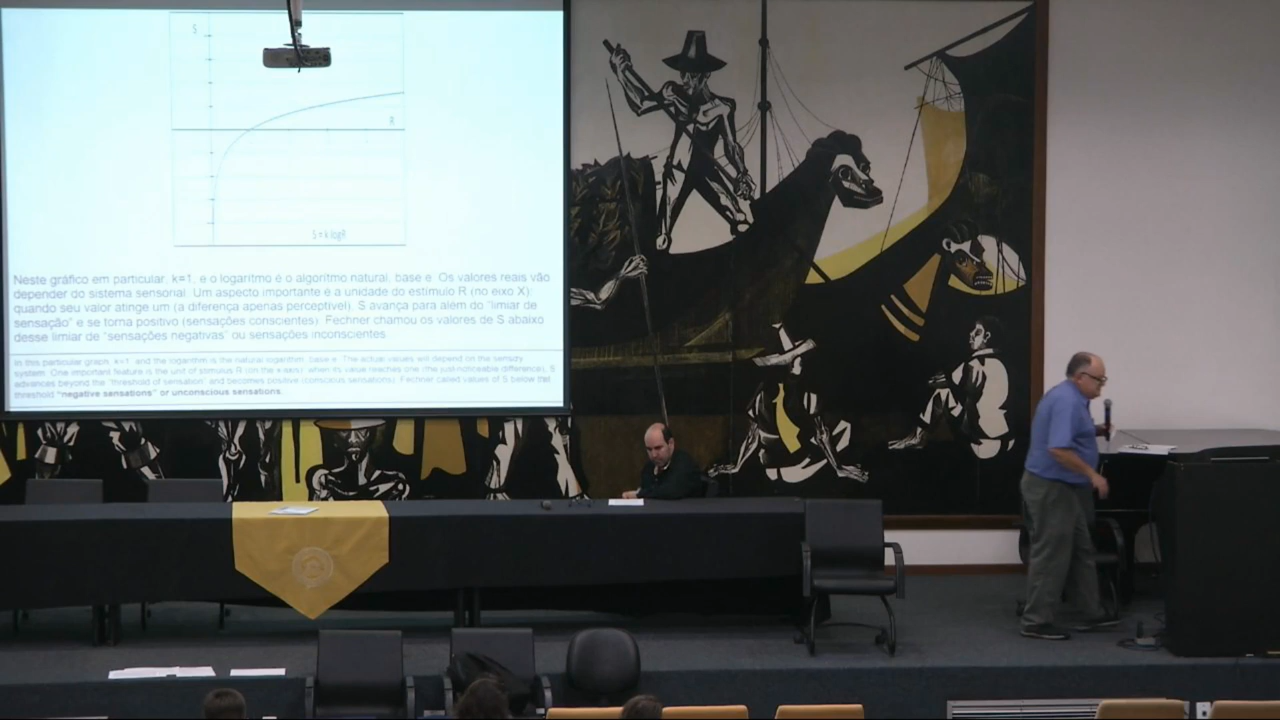 S
R
S = k logR
Neste gráfico em particular, k=1, e o logaritmo é o algoritmo natural, base e. Os valores reais vão
depender do sistema sensorial. Um aspecto importante é a unidade do estímulo R (no eixo X):
quando seu valor atinge um (a diferença apenas perceptível), S avança para além do "limiar de
sensação" e se torna positivo (sensações conscientes). Fechner chamou os valores de S abaixo
desse limiar de "sensações negativas" ou sensações inconscientes.
In this particular graph, k=1, and the logarithm is the natural logarithm, base e. The actual values will depend on the sensory
system. One important feature is the unit of stimulus R (on the x-axis): when its value reaches one (the just-noticeable difference), S
advances beyond the "threshold of sensation" and becomes positive (conscious sensations). Fechner called values of S below that
threshold "negative sensations" or unconscious sensations.